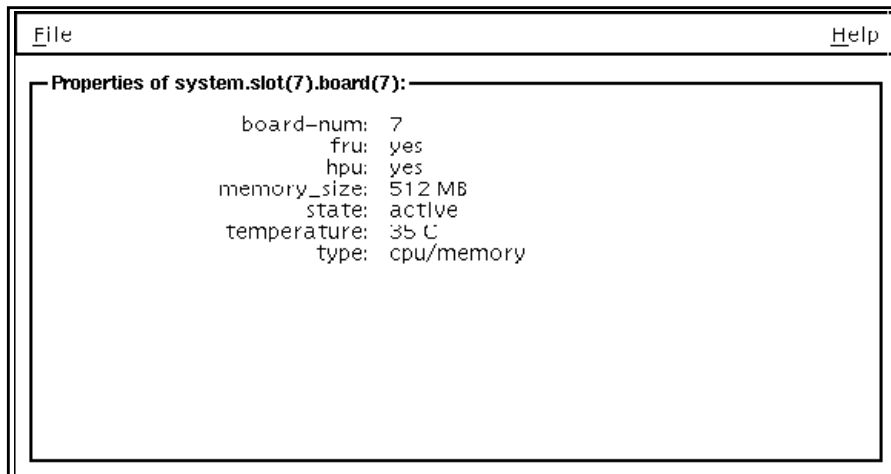 File Help
Properties of system.slot(7).board(7):
board-num: 7
fru: yes
hpu: yes
memory_size: 512 MB
state: active
temperature: 35 C
type: cpu/memory